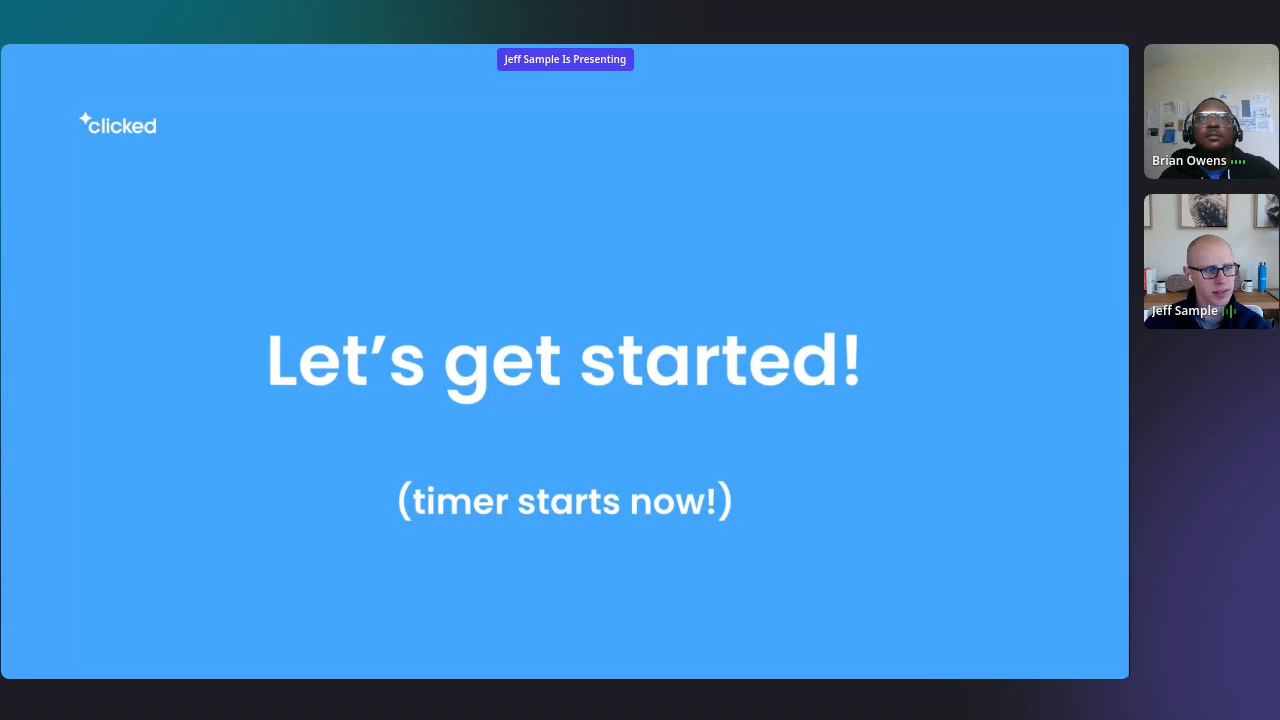 Jeff Sample Is Presenting
clicked
Let's get started!
(timer starts now!)
Brian Owens
Jeff Sample